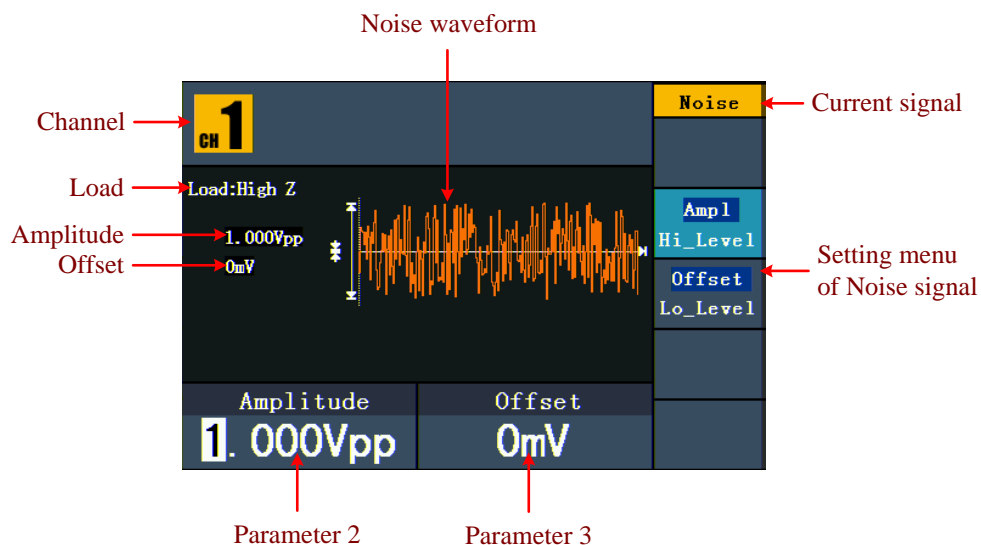 Noise waveform
Channel
CH 1
Noise
Current signal
Load
Load:High Z
Amplitude
1.000Vpp
Offset
0mV
Ampl
Hi_Level
Offset
Lo_Level
Setting menu
of Noise signal
Amplitude
Offset
1.000Vpp
0mV
Parameter 2
Parameter 3